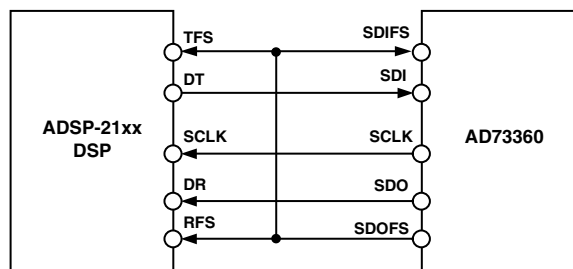 TFS
SDIFS
DT
SDI
ADSP-21xx
DSP
SCLK
SCLK
AD73360
DR
SDO
RFS
SDOFS